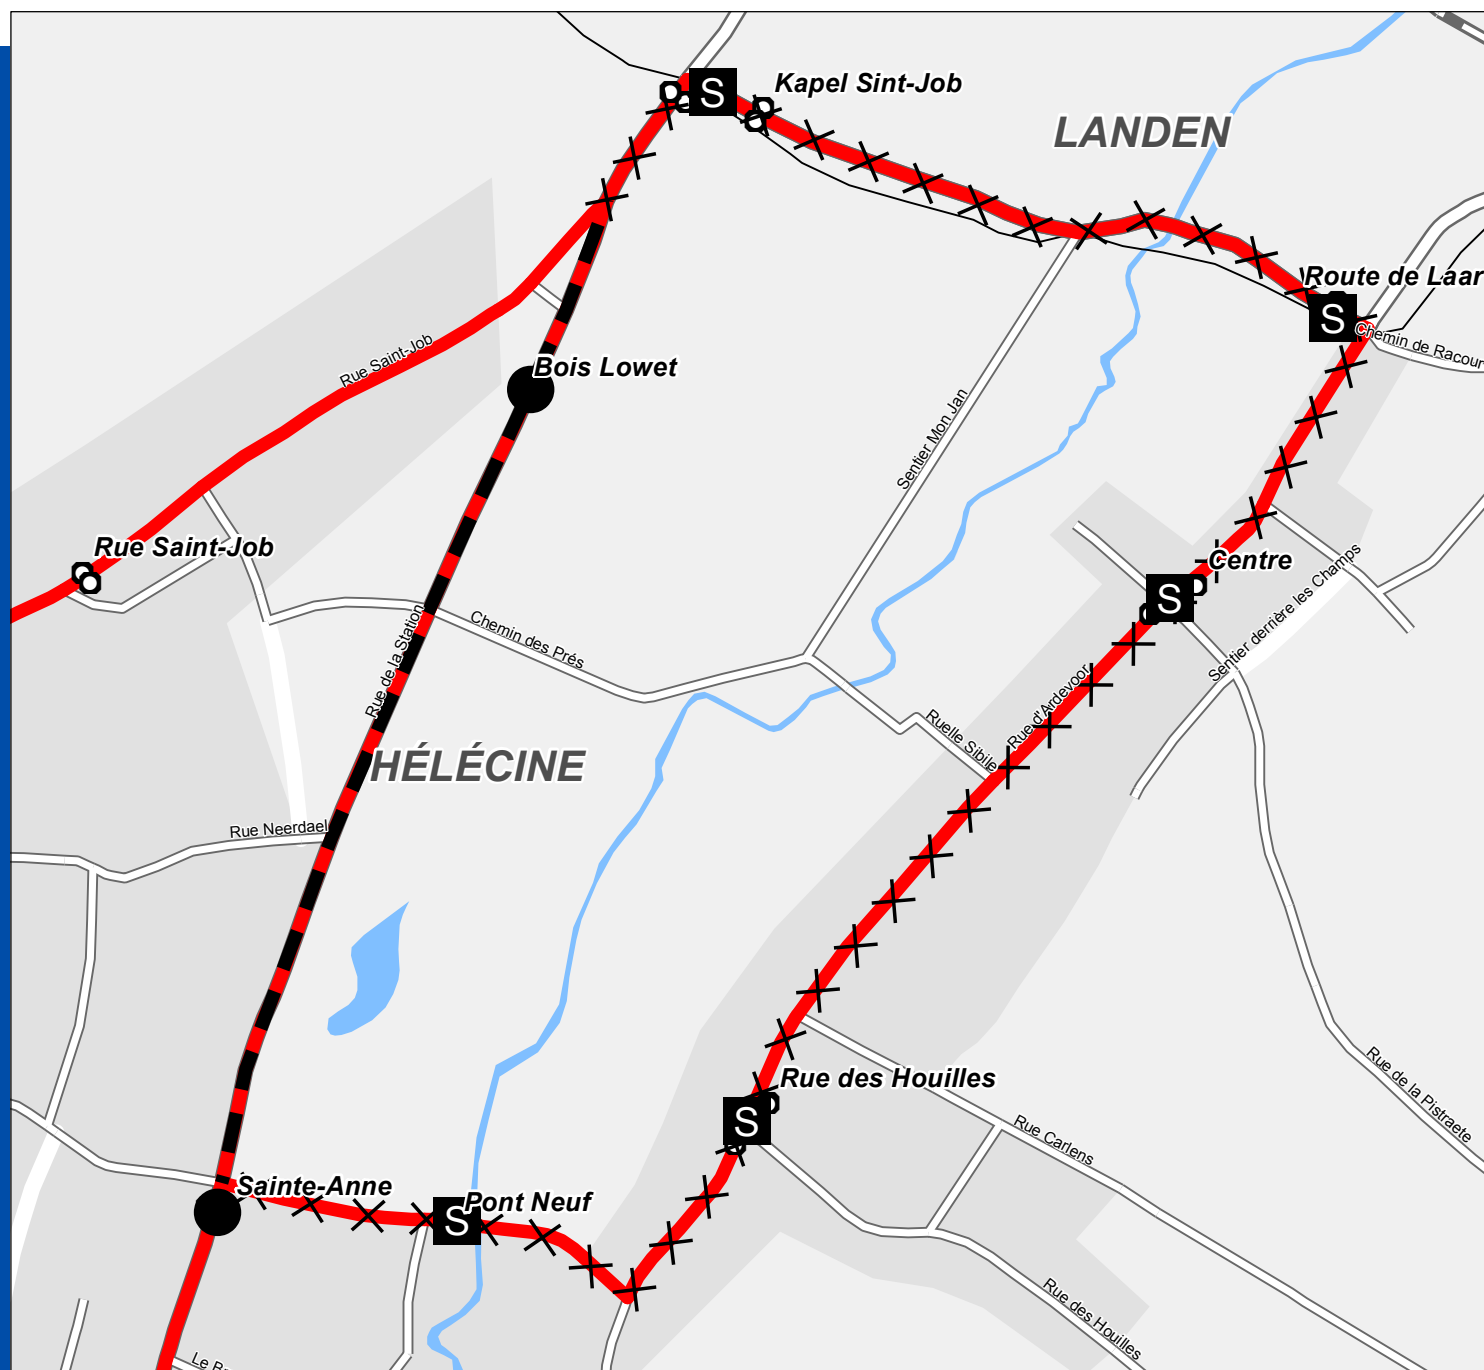 S
Kapel Sint-Job
LANDEN
Route de Laar
S
Chemin de Racour
Rue Saint-Job
Bois Lowet
Sentier Mon Jan
Rue Saint-Job
Centre
S
Sentier derrière les Champs
Chemin des Prés
Rue de la Station
Rue d'Ardevoor
Ruelle Sibile
HÉLÉCINE
Rue Neerdael
Rue des Houilles
S
Rue de la Pistraete
Rue Carlens
Sainte-Anne
Pont Neuf
S
Rue des Houilles
Le